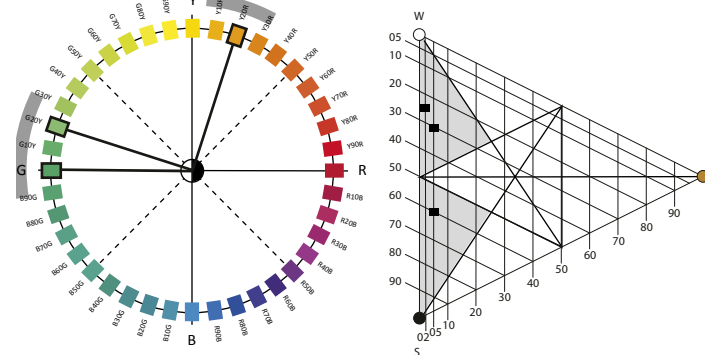 Y
Y10R
Y20R
Y30R
Y40R
Y50R
Y60R
Y70R
Y80R
Y90R
R
R10B
R20B
R30B
R40B
R50B
R60B
R70B
R80B
R90B
B
B10G
B20G
B30G
B40G
B50G
B60G
B70G
B80G
B90G
G
G10Y
G20Y
G30Y
G40Y
G50Y
G60Y
G70Y
G80Y
G90Y
W
05
10
20
30
40
50
60
70
80
90
02
05
10
20
30
40
50
60
70
80
90
S